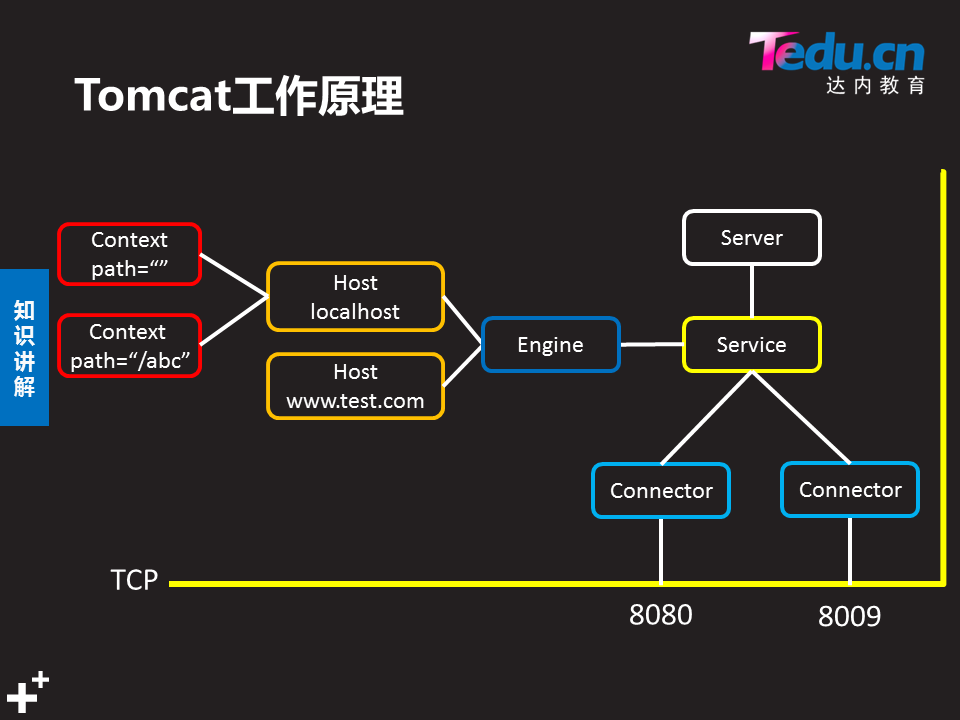 Tedu.cn
达内教育
Tomcat工作原理
知识讲解
Context
path=“”
Context
path=“/abc”
Host
localhost
Host
www.test.com
Engine
Server
Service
Connector
Connector
TCP
8080
8009